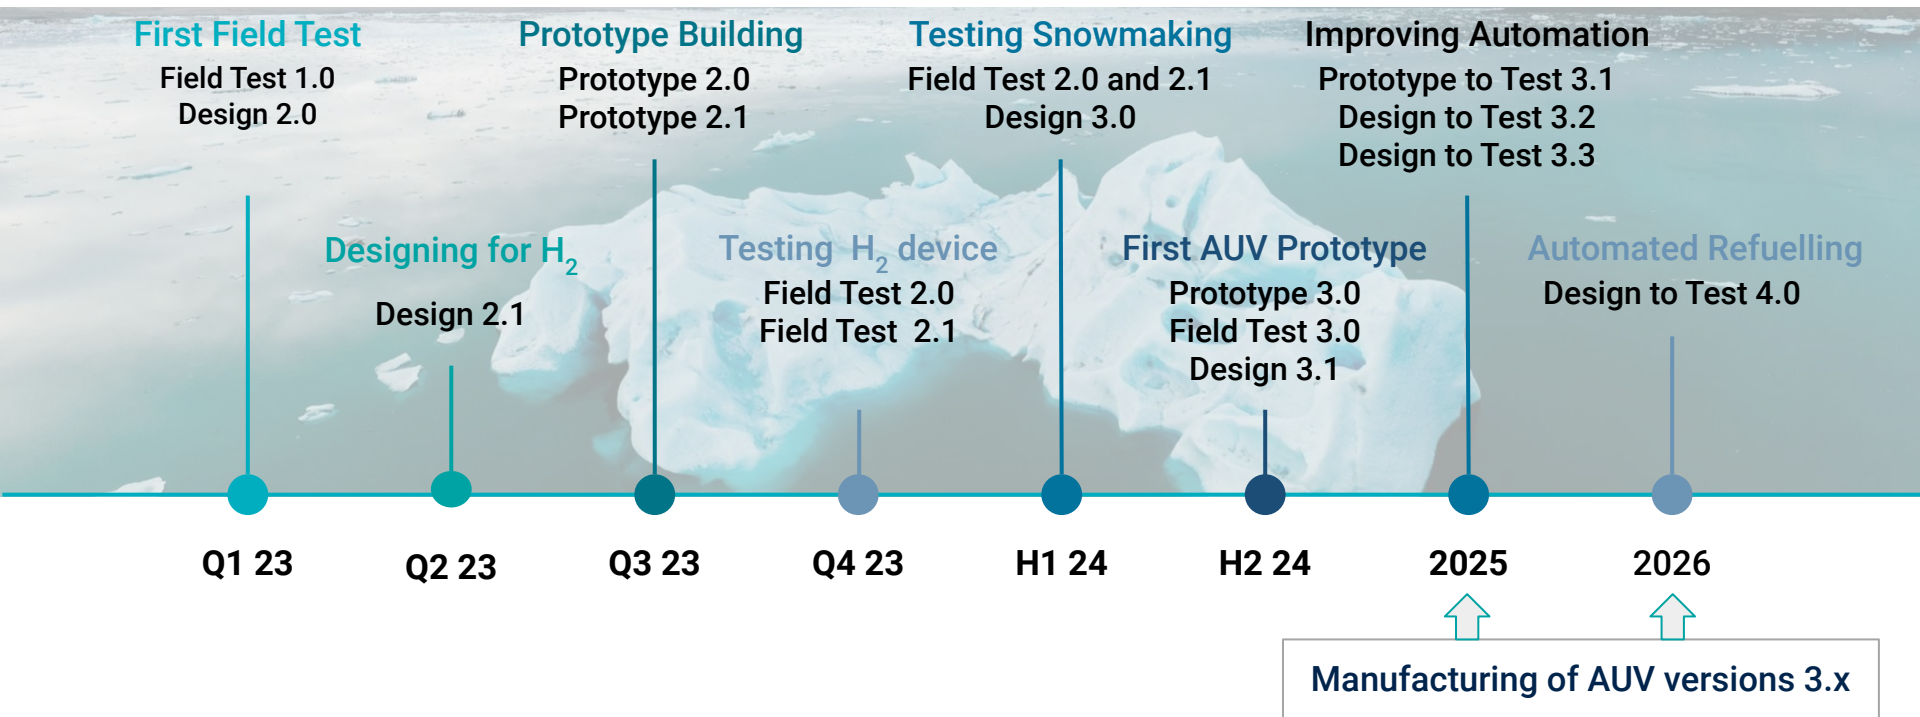 First Field Test
Field Test 1.0
Design 2.0
Designing for H₂
Design 2.1
Prototype Building
Prototype 2.0
Prototype 2.1
Testing H₂ device
Field Test 2.0
Field Test 2.1
Testing Snowmaking
Field Test 2.0 and 2.1
Design 3.0
First AUV Prototype
Prototype 3.0
Field Test 3.0
Design 3.1
Improving Automation
Prototype to Test 3.1
Design to Test 3.2
Design to Test 3.3
Automated Refuelling
Design to Test 4.0
Q1 23
Q2 23
Q3 23
Q4 23
H1 24
H2 24
2025
2026
Manufacturing of AUV versions 3.x